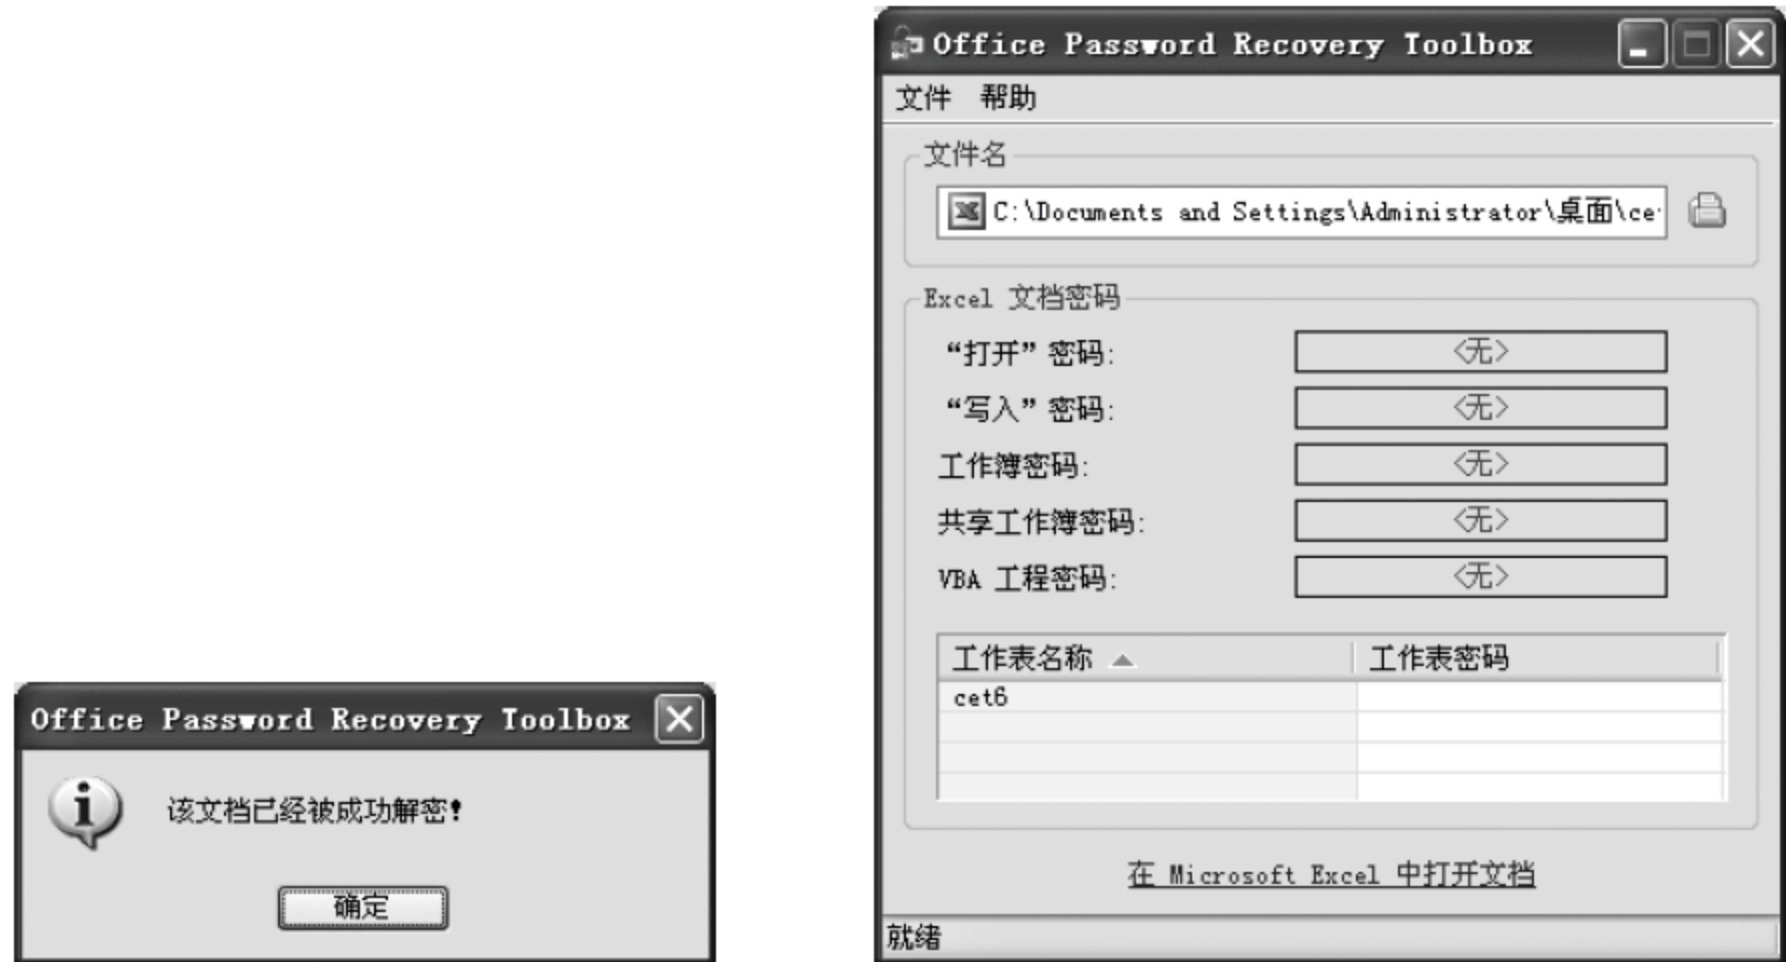 Office Password Recovery Toolbox
该文档已经被成功解密!
确定
Office Password Recovery Toolbox
文件 帮助
文件名
C:\Documents and Settings\Administrator\桌面\ce
Excel 文档密码
“打开”密码: <无>
“写入”密码: <无>
工作簿密码: <无>
共享工作簿密码: <无>
VBA 工程密码: <无>
工作表名称 工作表密码
cet6
在 Microsoft Excel 中打开文档
就绪